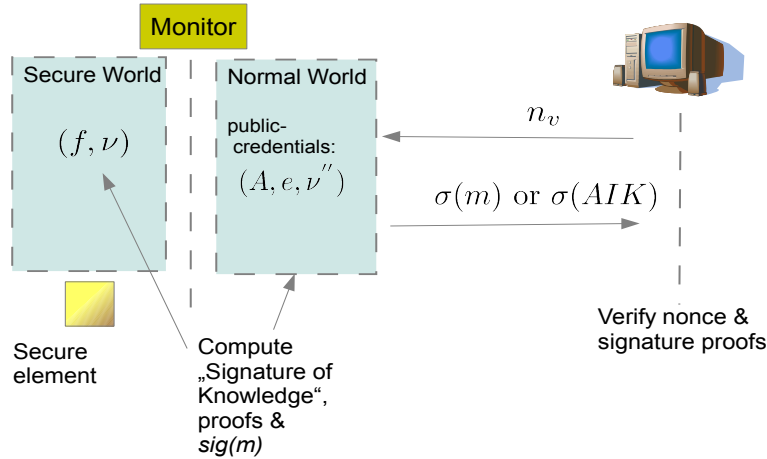 Monitor
Secure World
(f, ν)
Normal World
public-
credentials:
(A, e, ν′′)
n_v
σ(m) or σ(AIK)
Secure
element
Compute
„Signature of
Knowledge“,
proofs &
sig(m)
Verify nonce &
signature proofs